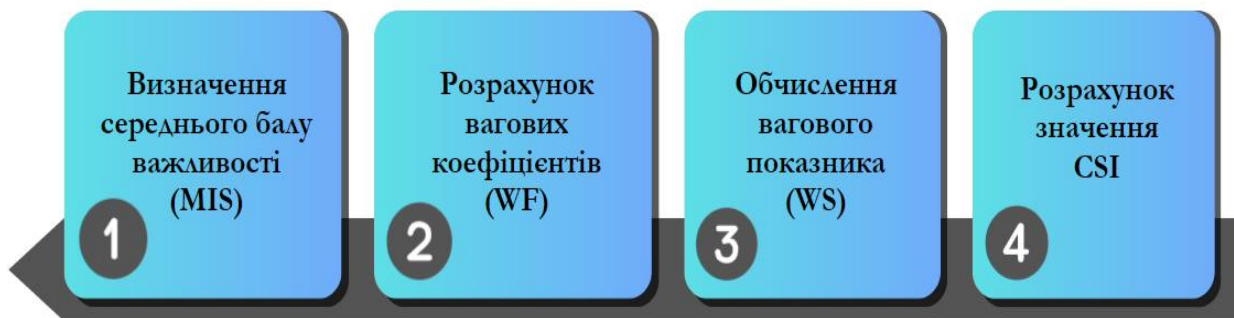 Визначення
середнього балу
важливості
(MIS)
1
Розрахунок
вагових
коефіцієнтів
(WF)
2
Обчислення
вагового
показника
(WS)
3
Розрахунок
значення
CSI
4